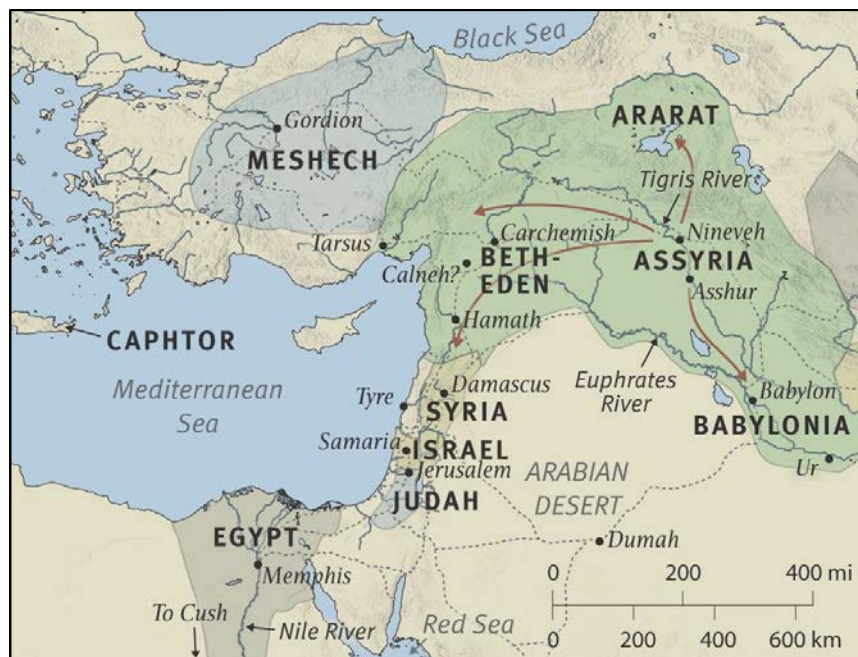 Black Sea
ARARAT
Gordion
MESHECH
Tigris River
Tarsus
Carchemish
Nineveh
BETH-
EDEN
ASSYRIA
Calneh?
Asshur
Hamath
CAPHTOR
Mediterranean
Sea
Euphrates
River
Tyre
Damascus
Babylon
SYRIA
BABYLONIA
Samaria
ISRAEL
Jerusalem
Ur
JUDAH
ARABIAN
DESERT
EGYPT
Dumah
Memphis
0 200 400 mi
0 200 400 600 km
To Cush
Nile River
Red Sea